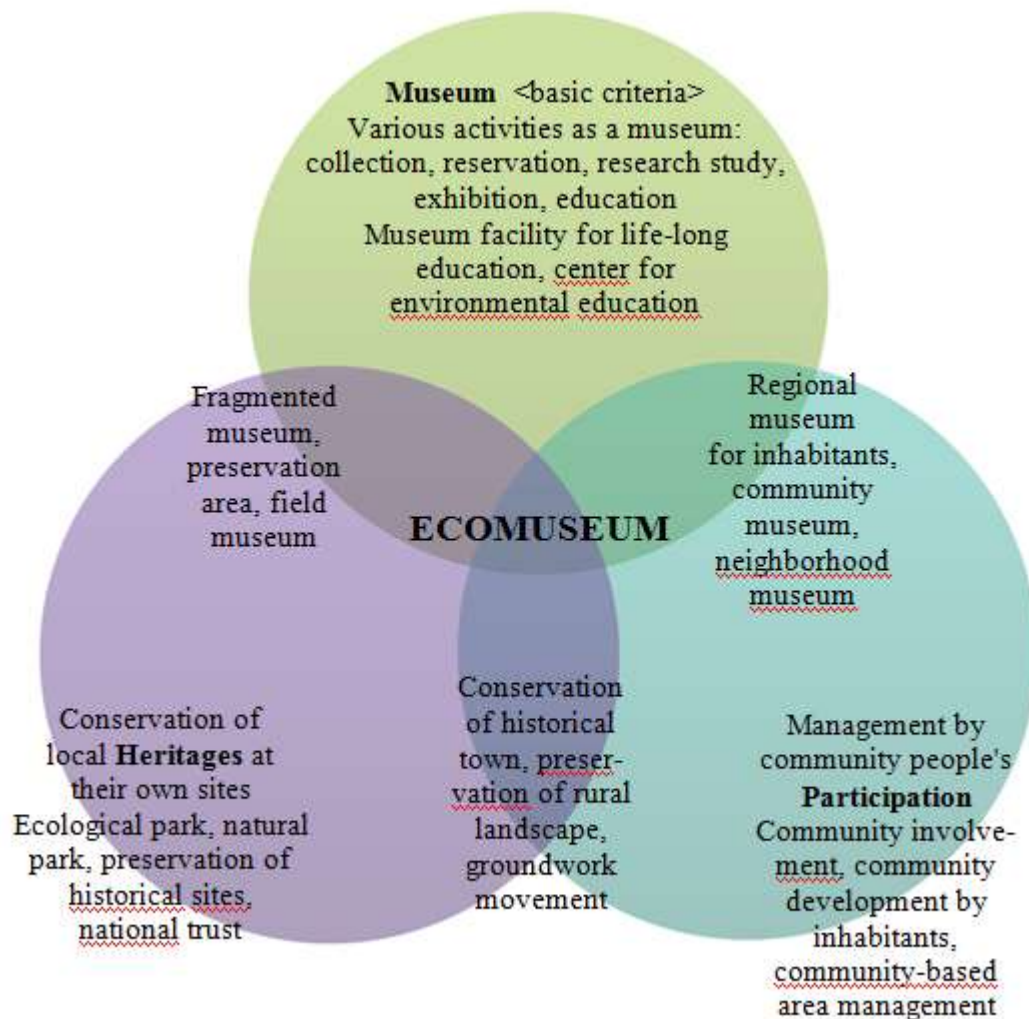 Museum <basic criteria>
Various activities as a museum:
collection, reservation, research study,
exhibition, education
Museum facility for life-long
education, center for
environmental education
Fragmented
museum,
preservation
area, field
museum
Regional
museum
for inhabitants,
community
museum,
neighborhood
museum
ECOMUSEUM
Conservation of
local Heritages at
their own sites
Ecological park, natural
park, preservation of
historical sites,
national trust
Conservation
of historical
town, preser-
vation of rural
landscape,
groundwork
movement
Management by
community people's
Participation
Community involve-
ment, community
development by
inhabitants,
community-based
area management